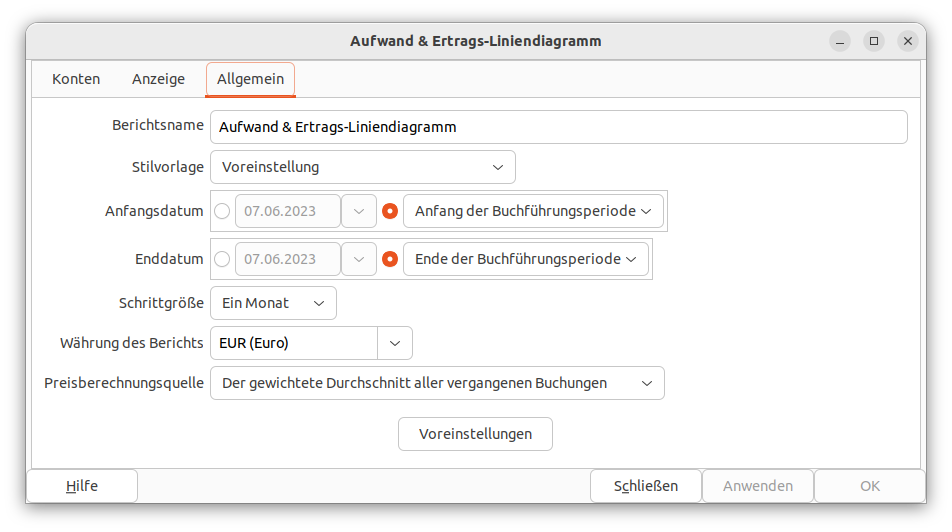 Aufwand & Ertrags-Liniendiagramm
Konten Anzeige Allgemein
Berichtsname Aufwand & Ertrags-Liniendiagramm
Stilvorlage Voreinstellung
Anfangsdatum 07.06.2023 Anfang der Buchführungsperiode
Enddatum 07.06.2023 Ende der Buchführungsperiode
Schrittgröße Ein Monat
Währung des Berichts EUR (Euro)
Preisberechnungsquelle Der gewichtete Durchschnitt aller vergangenen Buchungen
Voreinstellungen
Hilfe Schließen Anwenden OK